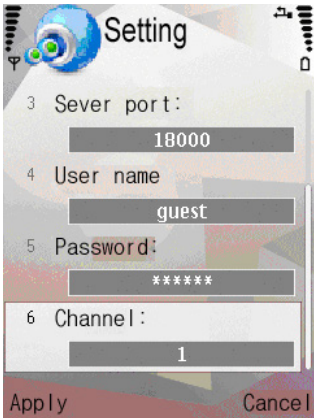 Setting
3 Sever port:
18000
4 User name
guest
5 Password:
******
6 Channel:
1
Apply Cancel